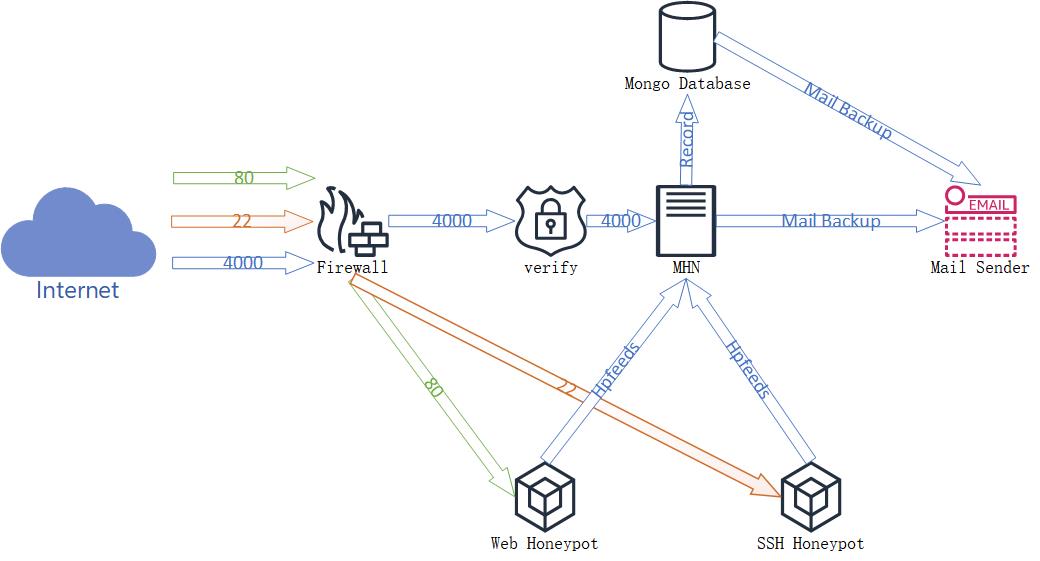 Mongo Database
Mail Backup
Record
80
22
4000
Internet
Firewall
4000
verify
4000
MHN
Mail Backup
EMAIL
Mail Sender
80
22
Hpfeeds
Hpfeeds
Web Honeypot
SSH Honeypot